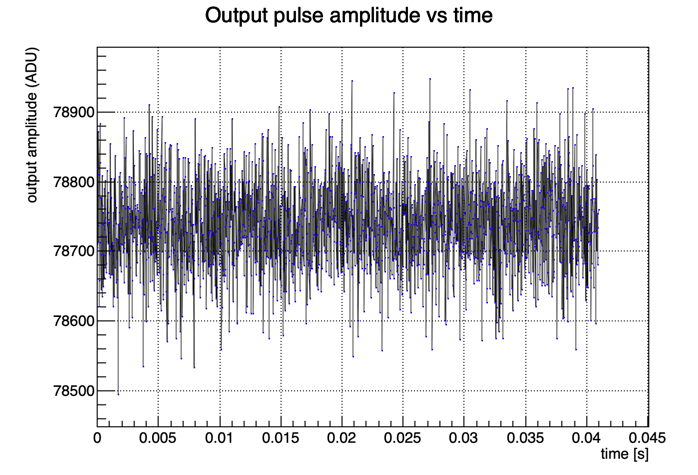 Output pulse amplitude vs time
output amplitude (ADU)
78900
78800
78700
78600
78500
0 0.005 0.01 0.015 0.02 0.025 0.03 0.035 0.04 0.045
time [s]